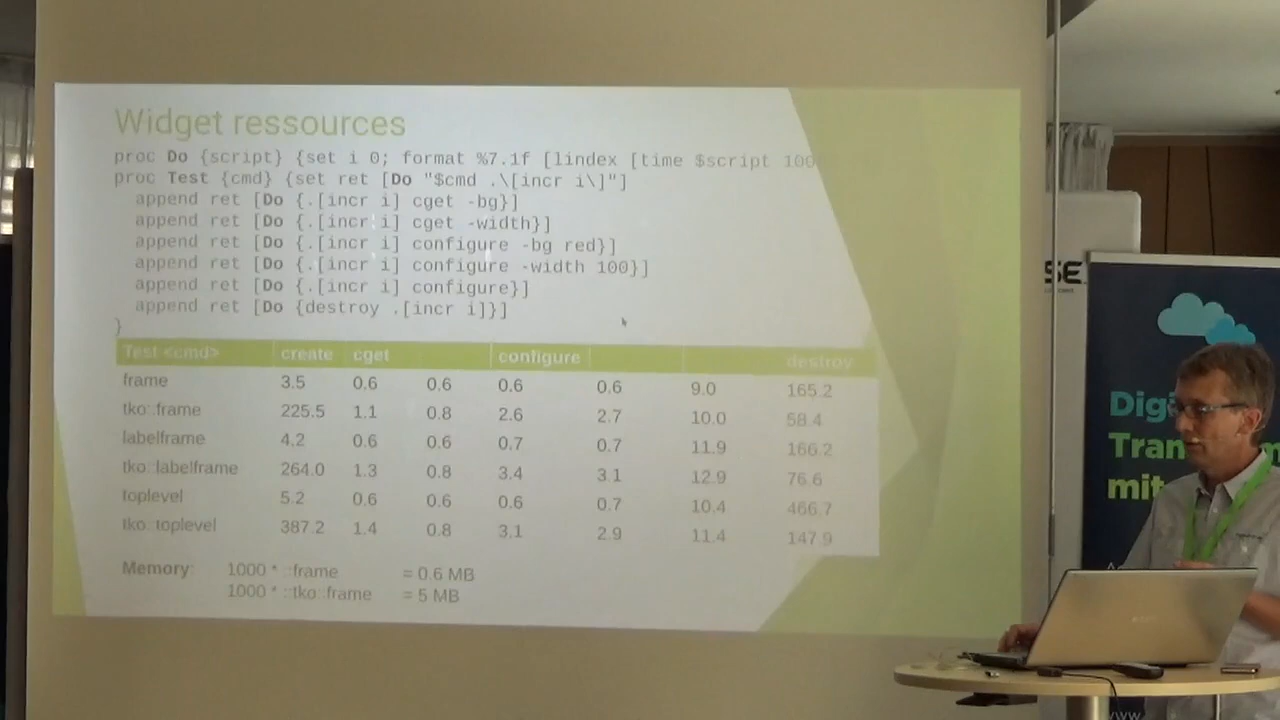 Widget ressources
proc Do {script} {set i 0; format %7.1f [lindex [time $script 100
proc Test {cmd} {set ret [Do "$cmd .\[incr i\]"]
append ret [Do {.[incr i] cget -bg}]
append ret [Do {.[incr i] cget -width}]
append ret [Do {.[incr i] configure -bg red}]
append ret [Do {.[incr i] configure -width 100}]
append ret [Do {.[incr i] configure}]
append ret [Do {destroy .[incr i]}]
}
Test <cmd> create cget configure destroy
frame 3.5 0.6 0.6 0.6 0.6 9.0 165.2
tko::frame 225.5 1.1 0.8 2.6 2.7 10.0 58.4
labelframe 4.2 0.6 0.6 0.7 0.7 11.9 166.2
tko::labelframe 264.0 1.3 0.8 3.4 3.1 12.9 76.6
toplevel 5.2 0.6 0.6 0.6 0.7 10.4 466.7
tko::toplevel 387.2 1.4 0.8 3.1 2.9 11.4 147.9
Memory: 1000 * ::frame = 0.6 MB
1000 * ::tko::frame = 5 MB
SE
Digi
Tran
mit